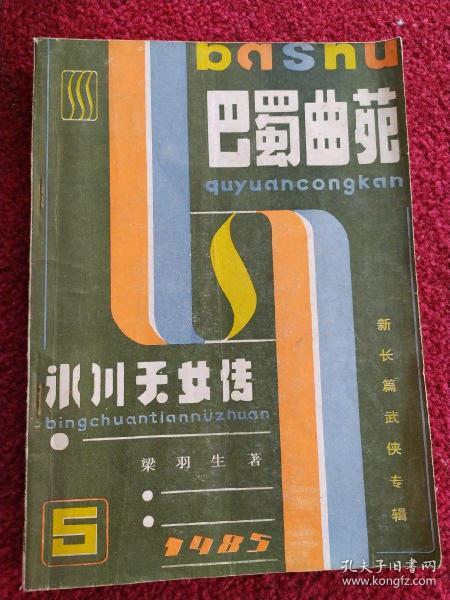 bashu
巴蜀曲苑
quyuancongkan
冰川天女传
bingchuantiannüzhuan
梁羽生著
新长篇武侠专辑
5
1985
孔夫子旧书网
www.kongfz.com